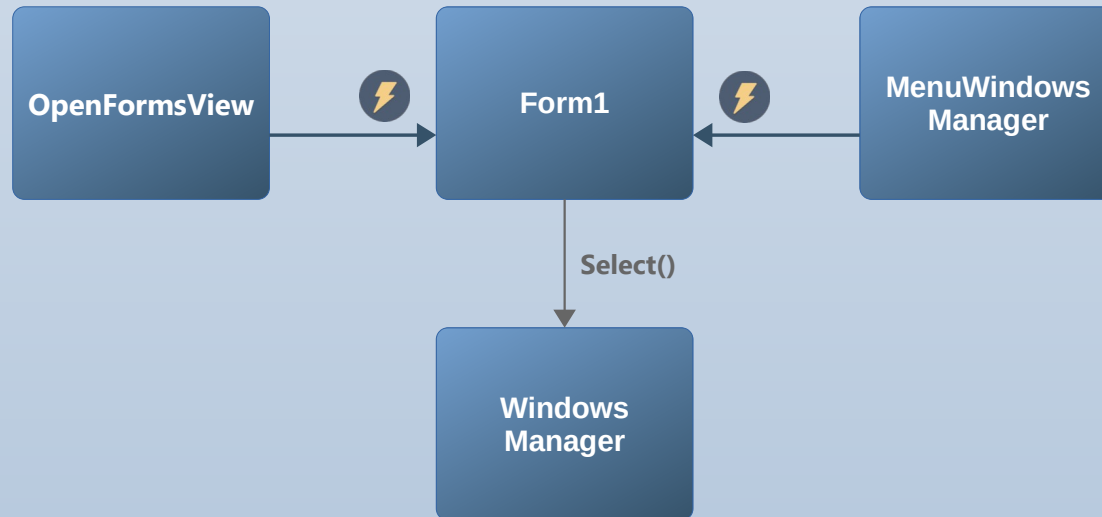 OpenFormsView
Form1
MenuWindows
Manager
Select()
Windows
Manager